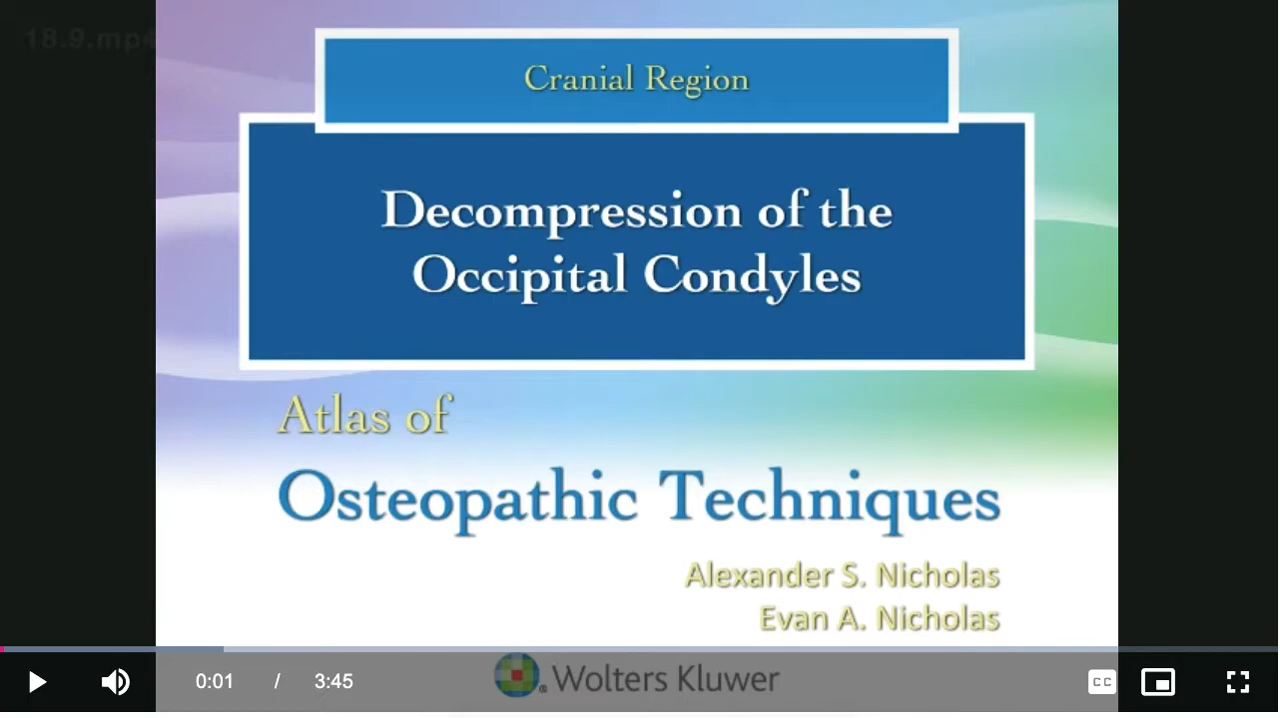 18.9.mp4
Cranial Region
Decompression of the
Occipital Condyles
Atlas of
Osteopathic Techniques
Alexander S. Nicholas
Evan A. Nicholas
0:01 / 3:45
Wolters Kluwer
CC